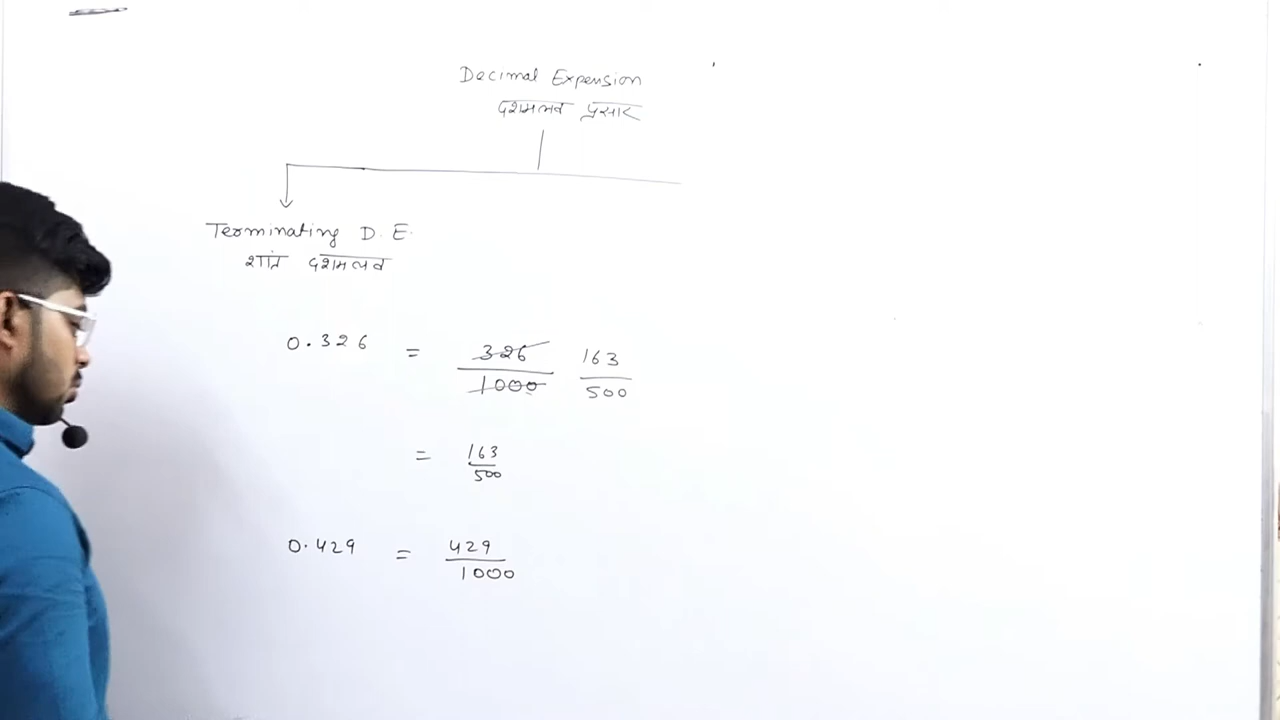 Decimal Expension
दशमलव प्रसार
Terminating D. E.
शांत दशमलव
0.326 = 326/1000 163/500
= 163/500
0.429 = 429/1000